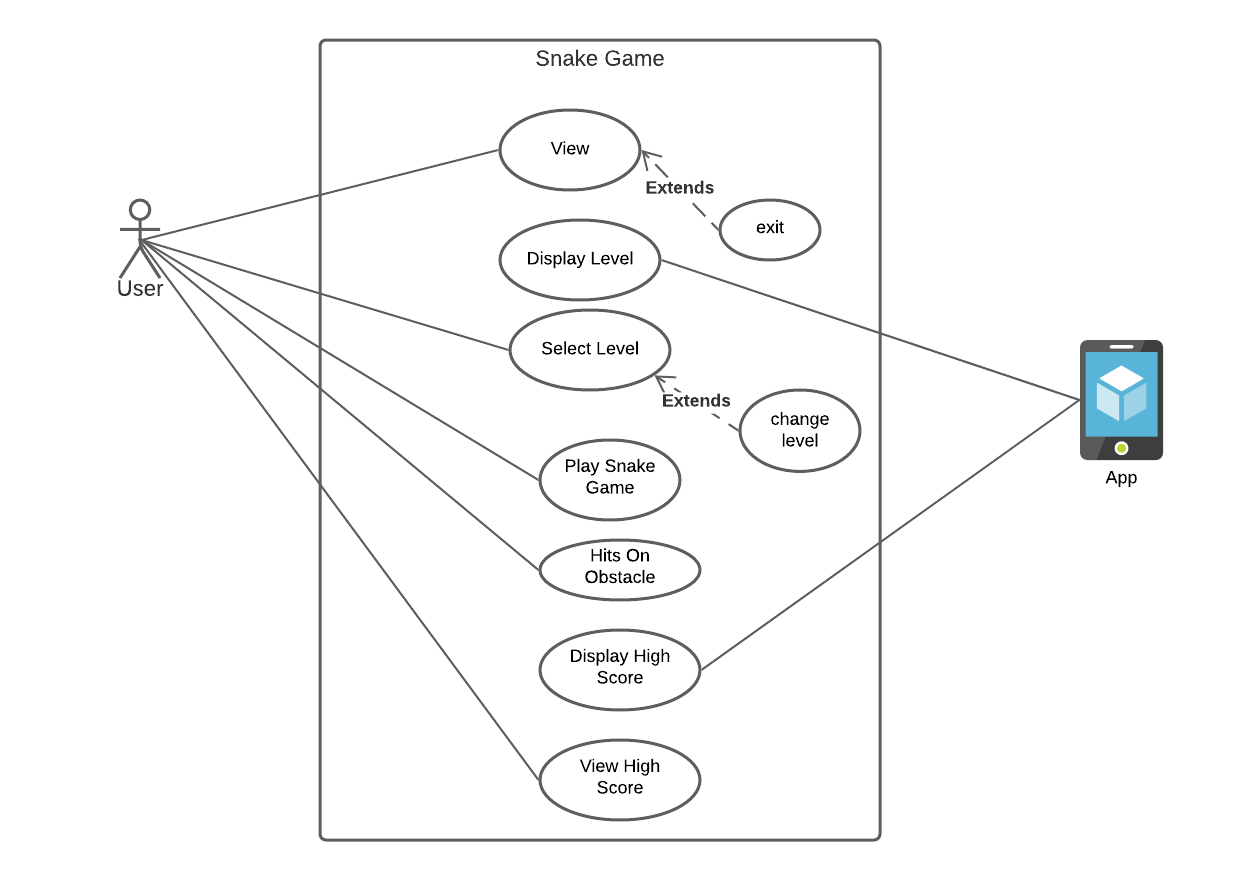 Snake Game
View
Extends
exit
User
Display Level
Select Level
Extends
change
level
Play Snake
Game
App
Hits On
Obstacle
Display High
Score
View High
Score